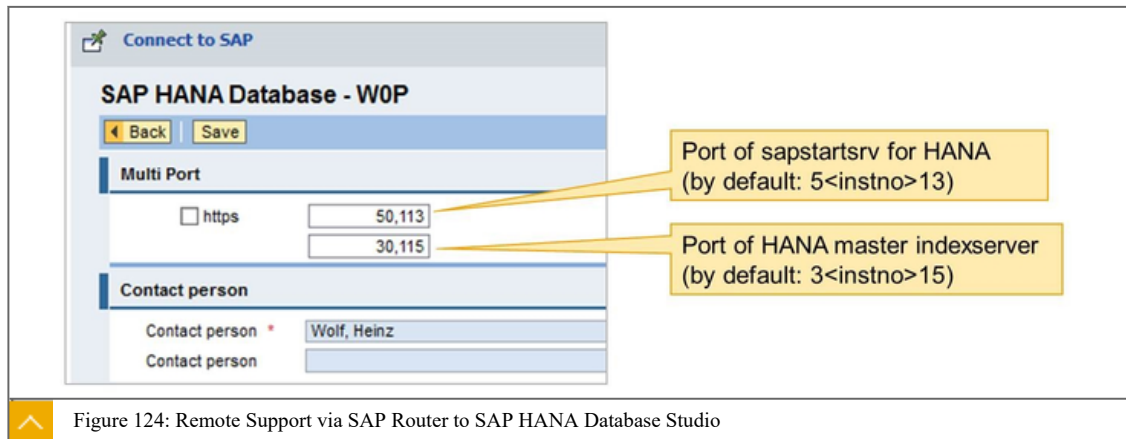 Connect to SAP
SAP HANA Database - W0P
Back Save
Multi Port
https 50,113
30,115
Port of sapstartsrv for HANA
(by default: 5<instno>13)
Port of HANA master indexserver
(by default: 3<instno>15)
Contact person
Contact person * Wolf, Heinz
Contact person
Figure 124: Remote Support via SAP Router to SAP HANA Database Studio